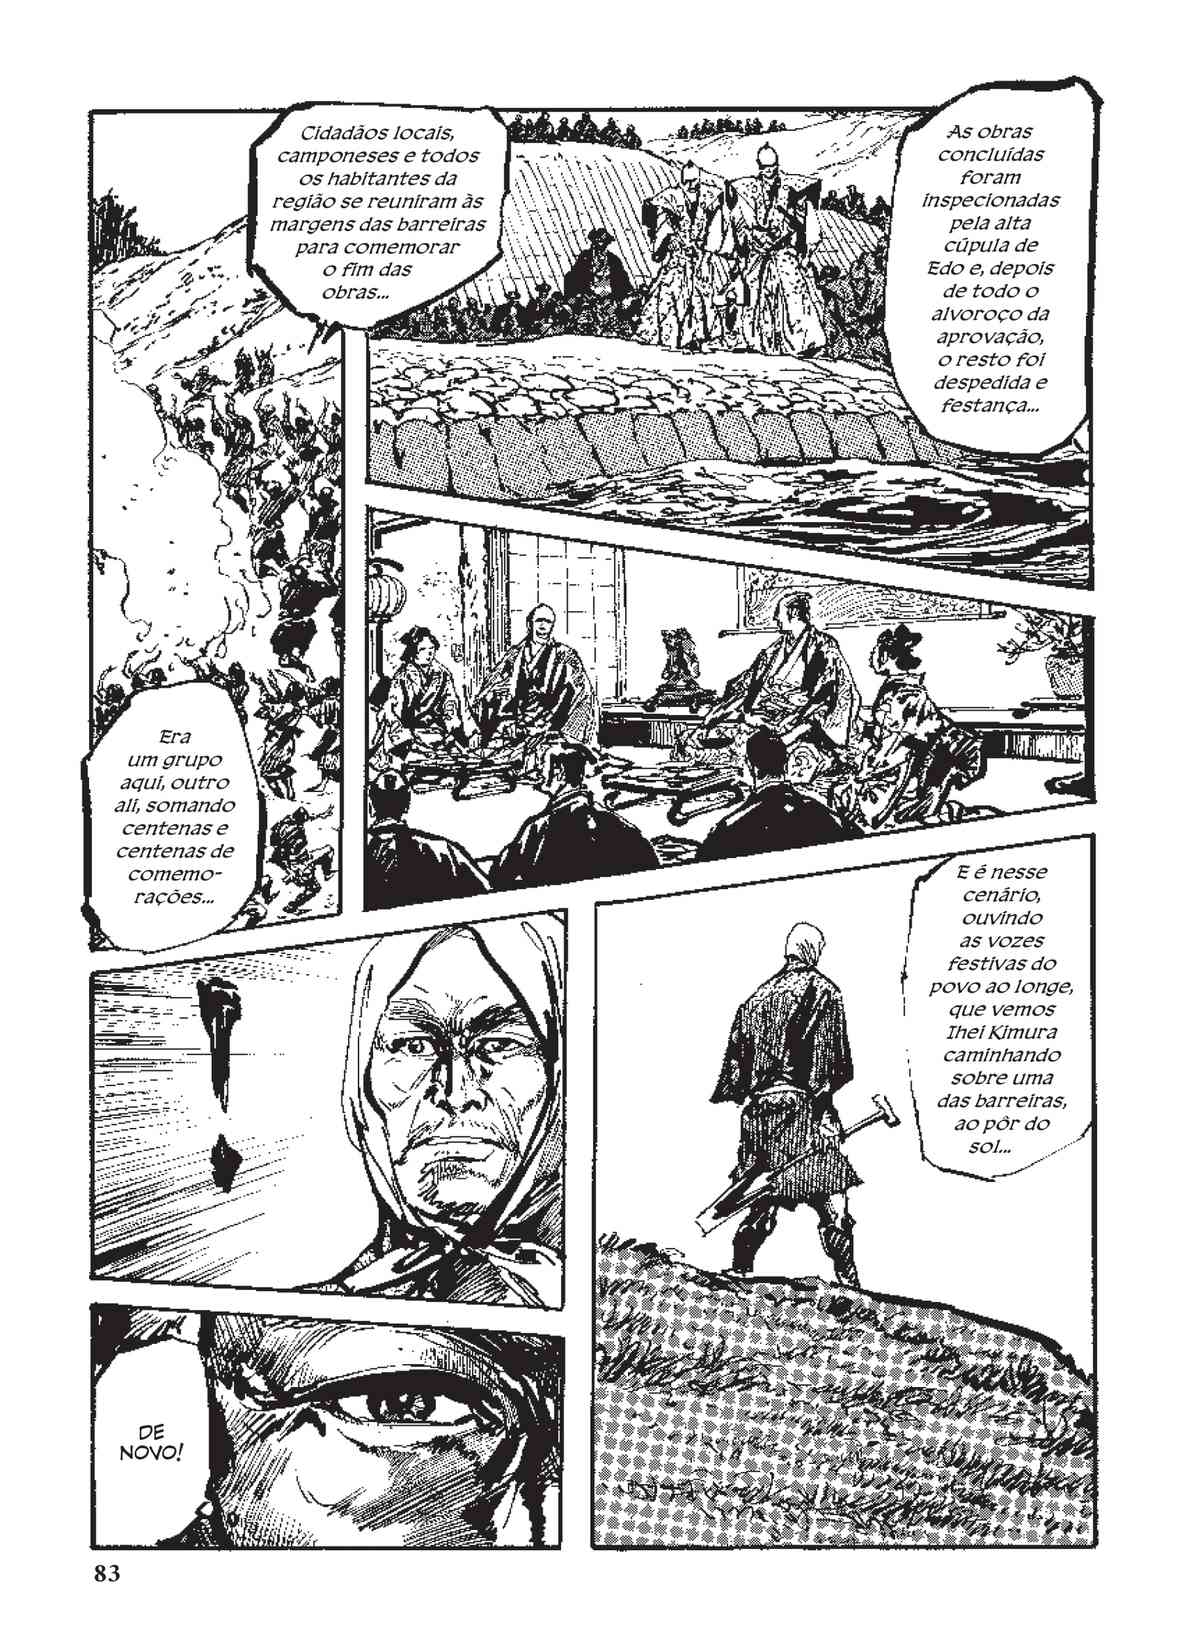 As obras
concluídas
foram
inspecionadas
pela alta
cúpula de
Edo e, depois
de todo o
alvoroço da
aprovação,
o resto foi
despedida e
festança...
Cidadãos locais,
camponeses e todos
os habitantes da
região se reuniram às
margens das barreiras
para comemorar
o fim das
obras...
Era
um grupo
aqui, outro
ali, somando
centenas e
centenas de
comemo-
rações...
E é nesse
cenário,
ouvindo
as vozes
festivas do
povo ao longe,
que vemos
Ihei Kimura
caminhando
sobre uma
das barreiras,
ao pôr do
sol...
!
DE
NOVO!
83